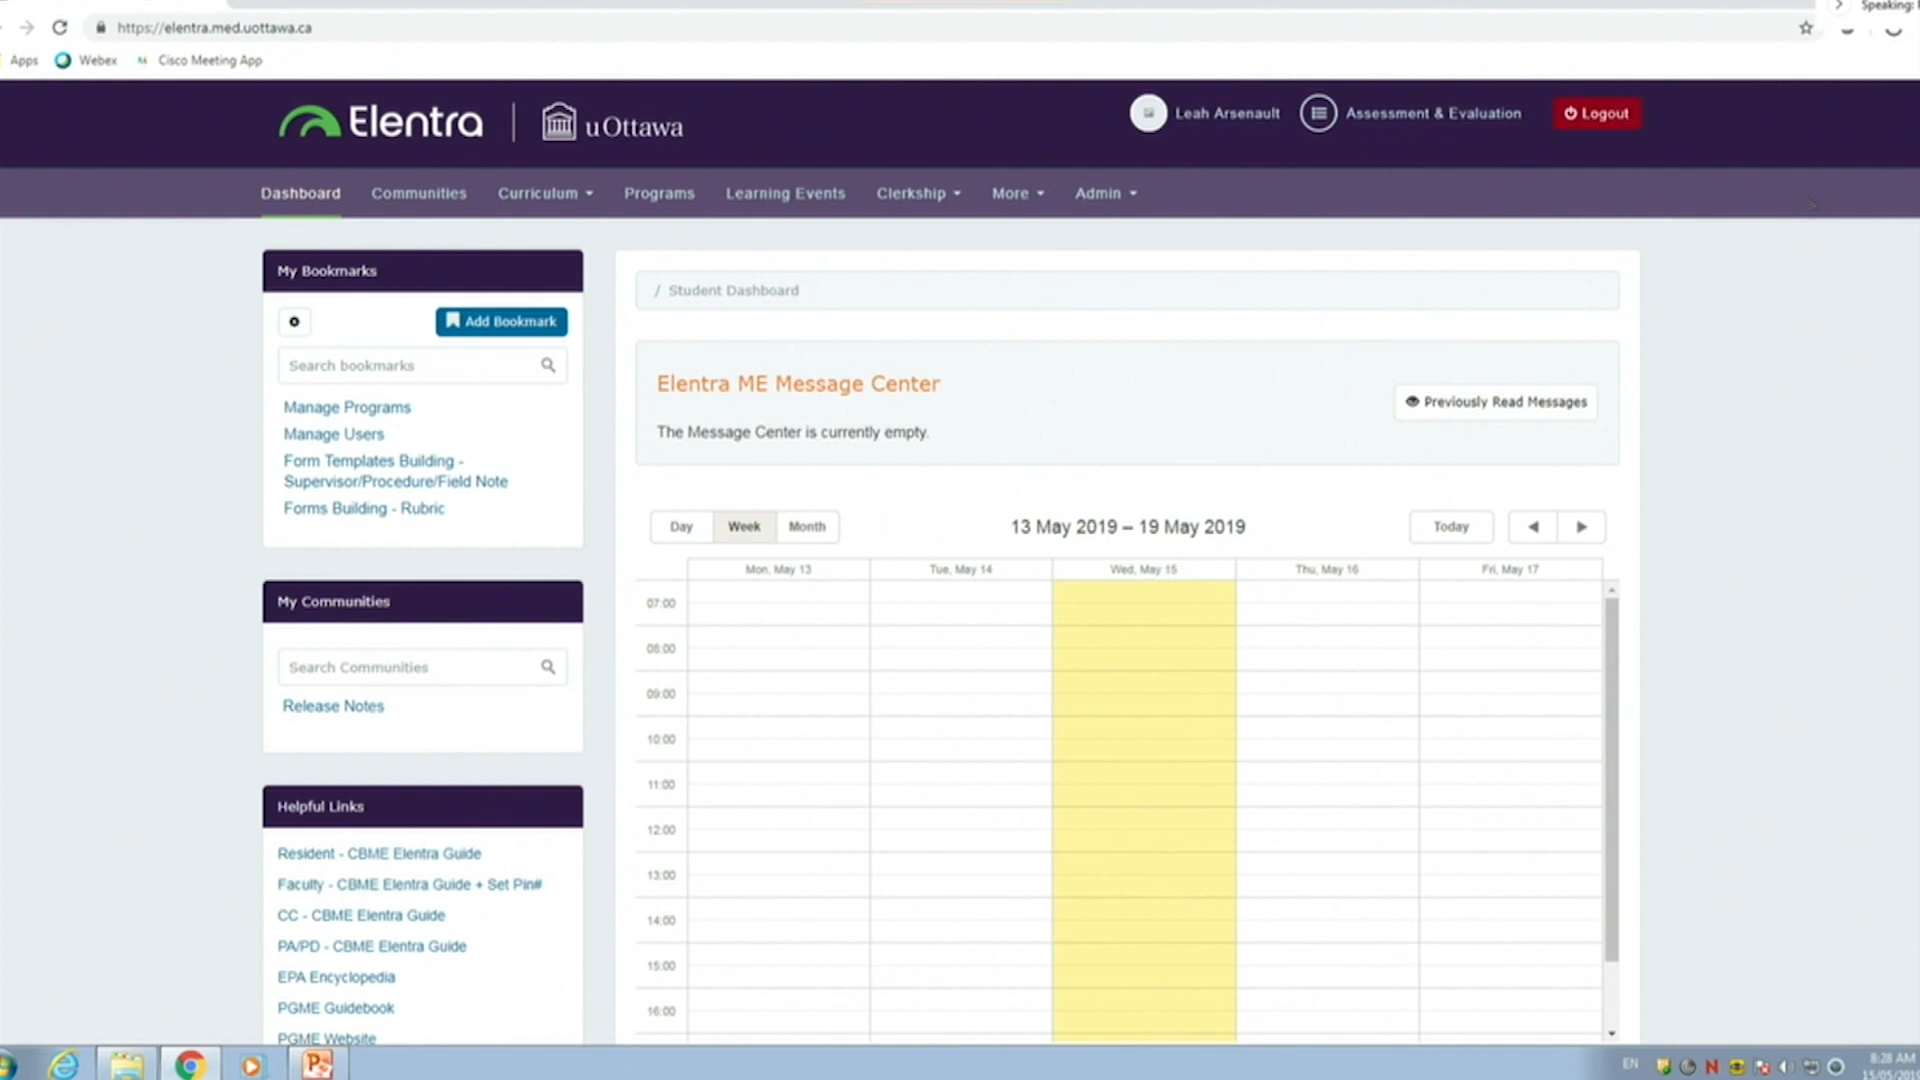 Speaking:
https://elentra.med.uottawa.ca
Apps Webex Cisco Meeting App
Elentra uOttawa
Leah Arsenault Assessment & Evaluation Logout
Dashboard Communities Curriculum Programs Learning Events Clerkship More Admin
My Bookmarks
Add Bookmark
Search bookmarks
Manage Programs
Manage Users
Form Templates Building -
Supervisor/Procedure/Field Note
Forms Building - Rubric
My Communities
Search Communities
Release Notes
Helpful Links
Resident - CBME Elentra Guide
Faculty - CBME Elentra Guide + Set Pin#
CC - CBME Elentra Guide
PA/PD - CBME Elentra Guide
EPA Encyclopedia
PGME Guidebook
PGME Website
/ Student Dashboard
Elentra ME Message Center
Previously Read Messages
The Message Center is currently empty.
Day Week Month 13 May 2019 – 19 May 2019 Today
Mon, May 13 Tue, May 14 Wed, May 15 Thu, May 16 Fri, May 17
07:00
08:00
09:00
10:00
11:00
12:00
13:00
14:00
15:00
16:00
EN
8:28 AM
15/05/2019